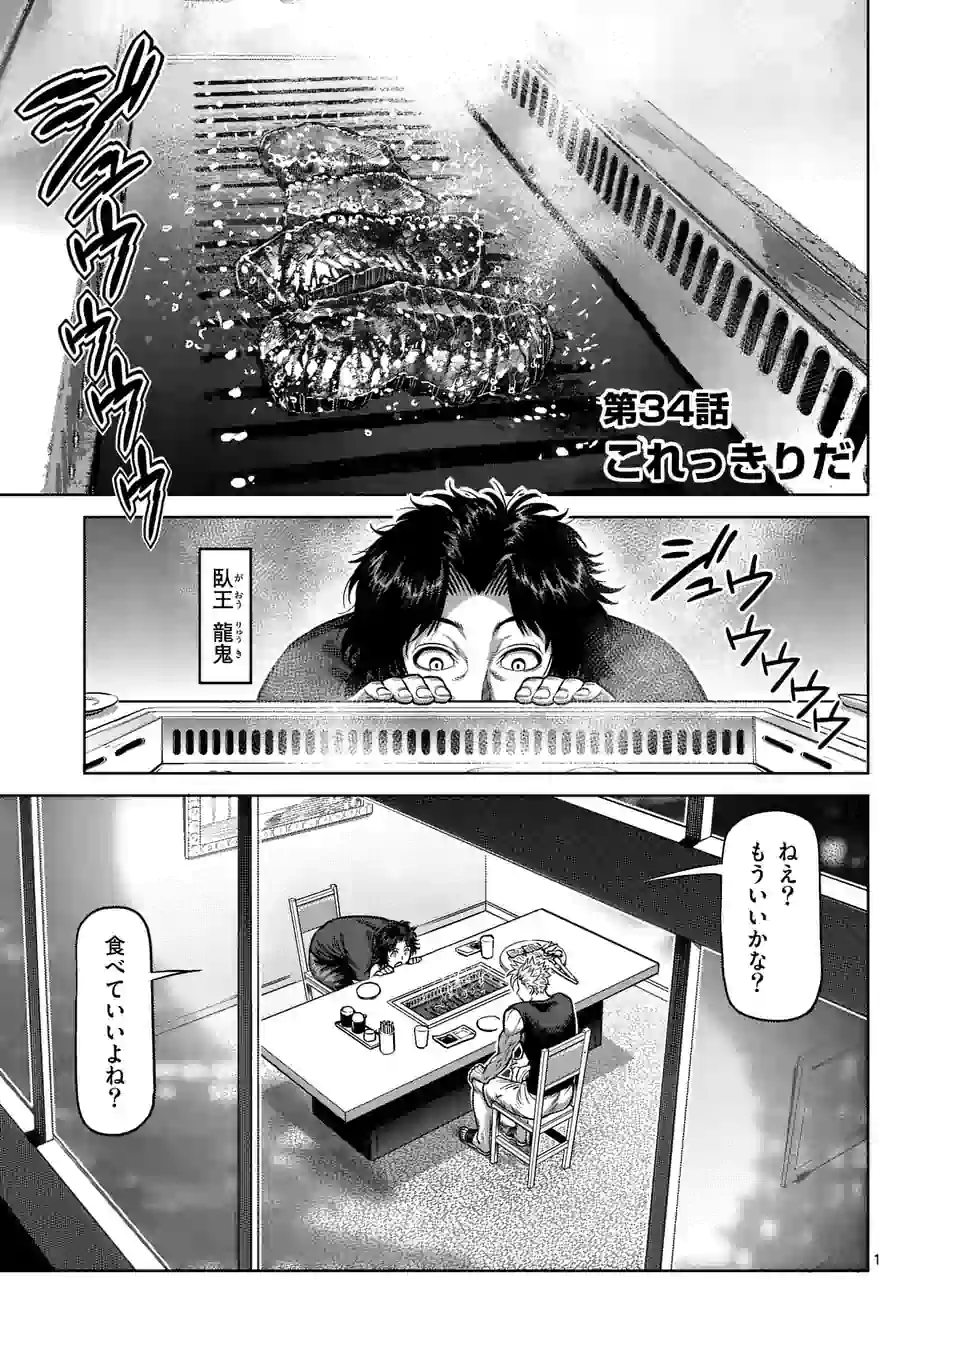 ジュウウウウ
第34話
これっきりだ
臥王 龍鬼
がおう りゅうき
ジュウウウウ
ねえ?
もういいかな?
食べていいよね?
1